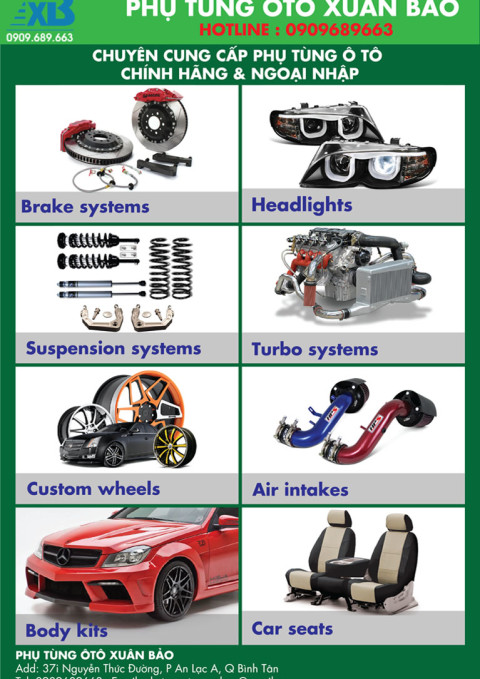 PHỤ TÙNG ÔTÔ XUÂN BẢO
XB
HOTLINE : 0909689663
0909.689.663
CHUYÊN CUNG CẤP PHỤ TÙNG Ô TÔ
CHÍNH HÃNG & NGOẠI NHẬP
Brake systems
Headlights
Suspension systems
Turbo systems
Custom wheels
Air intakes
Body kits
Car seats
PHỤ TÙNG ÔTÔ XUÂN BẢO
Add: 37i Nguyễn Thức Đường, P An Lạc A, Q Bình Tân